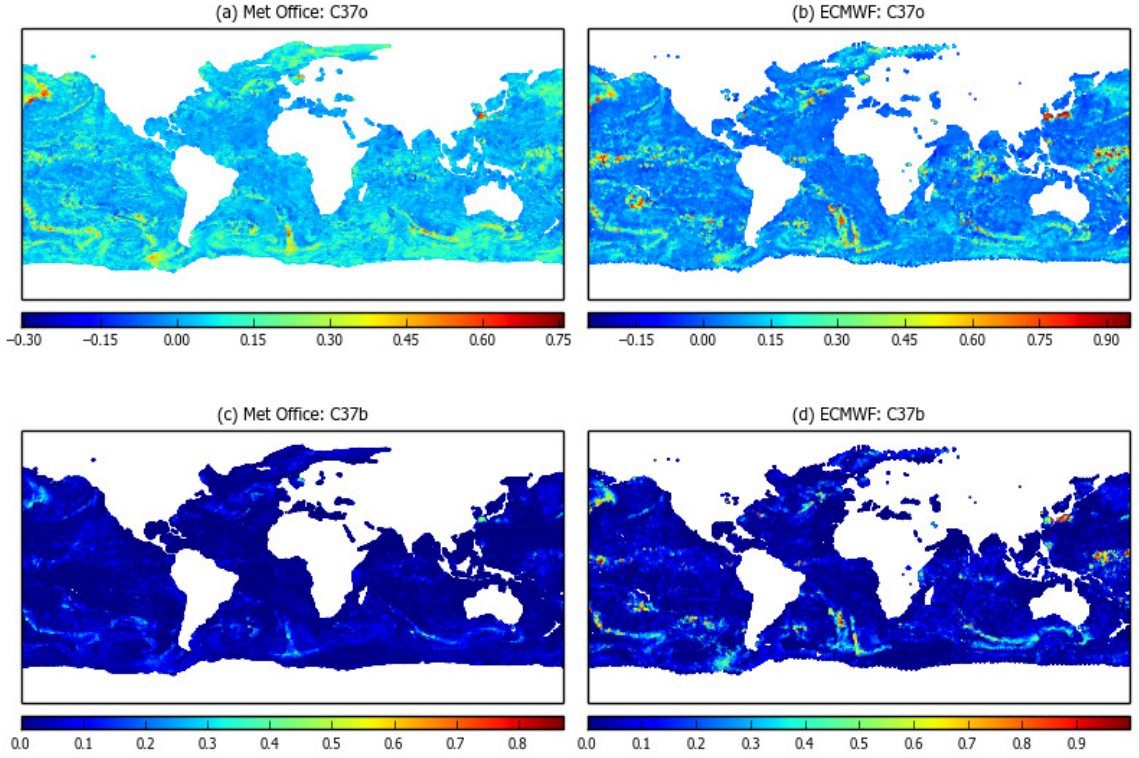 (a) Met Office: C37o
(b) ECMWF: C37o
−0.30 −0.15 0.00 0.15 0.30 0.45 0.60 0.75
−0.15 0.00 0.15 0.30 0.45 0.60 0.75 0.90
(c) Met Office: C37b
(d) ECMWF: C37b
0.0 0.1 0.2 0.3 0.4 0.5 0.6 0.7 0.8
0.0 0.1 0.2 0.3 0.4 0.5 0.6 0.7 0.8 0.9